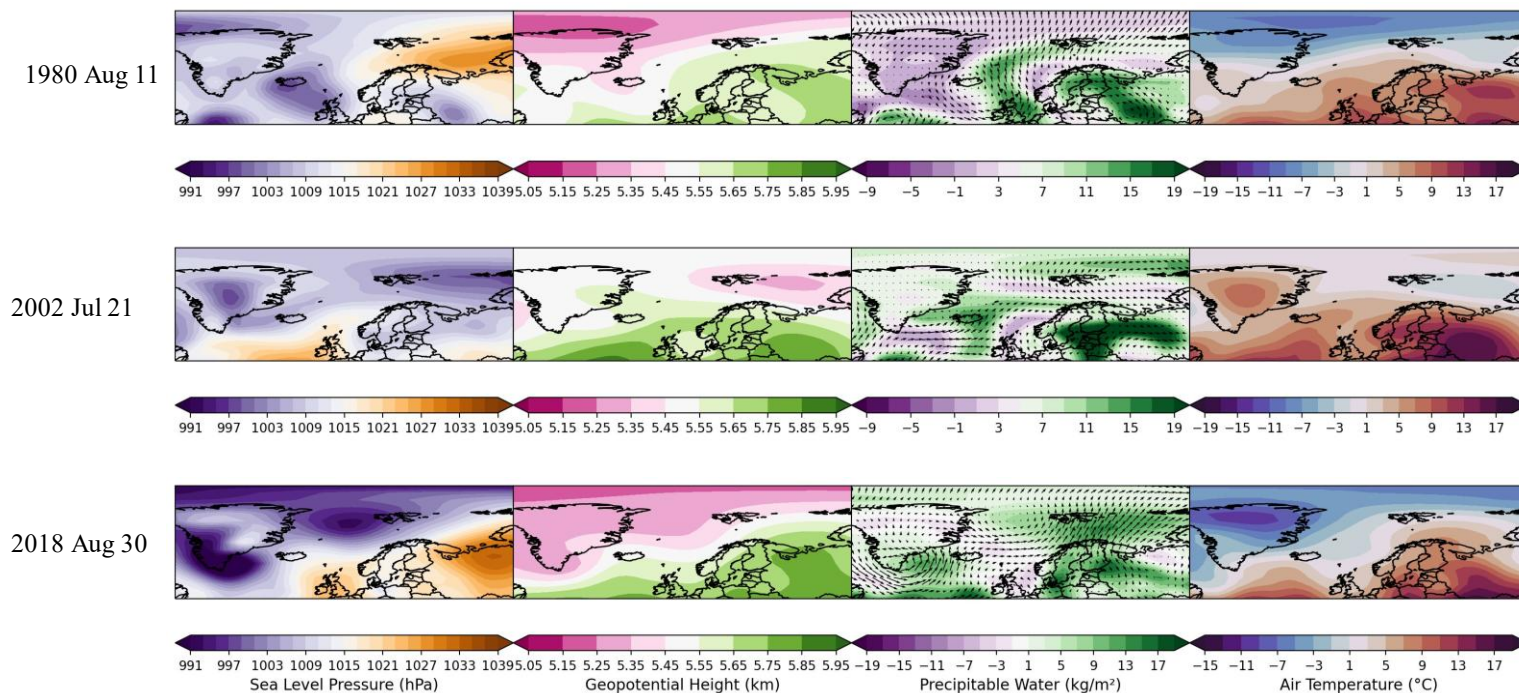 1980 Aug 11
991 997 1003 1009 1015 1021 1027 1033 1039 5.05 5.15 5.25 5.35 5.45 5.55 5.65 5.75 5.85 5.95 −9 −5 −1 3 7 11 15 19 −19 −15 −11 −7 −3 1 5 9 13 17
2002 Jul 21
991 997 1003 1009 1015 1021 1027 1033 1039 5.05 5.15 5.25 5.35 5.45 5.55 5.65 5.75 5.85 5.95 −9 −5 −1 3 7 11 15 19 −19 −15 −11 −7 −3 1 5 9 13 17
2018 Aug 30
991 997 1003 1009 1015 1021 1027 1033 1039 5.05 5.15 5.25 5.35 5.45 5.55 5.65 5.75 5.85 5.95 −19 −15 −11 −7 −3 1 5 9 13 17 −15 −11 −7 −3 1 5 9 13 17
Sea Level Pressure (hPa) Geopotential Height (km) Precipitable Water (kg/m²) Air Temperature (°C)